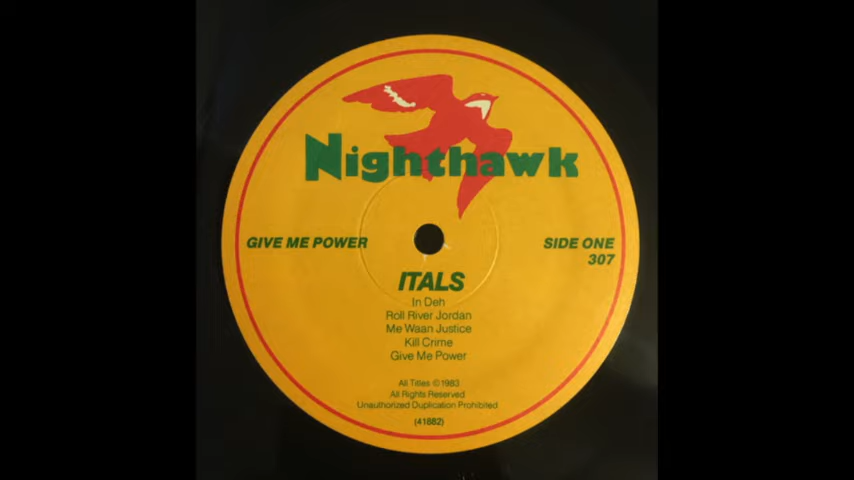 Nighthawk
GIVE ME POWER
SIDE ONE
307
ITALS
In Deh
Roll River Jordan
Me Waan Justice
Kill Crime
Give Me Power
All Titles ©1983
All Rights Reserved
Unauthorized Duplication Prohibited
(41882)